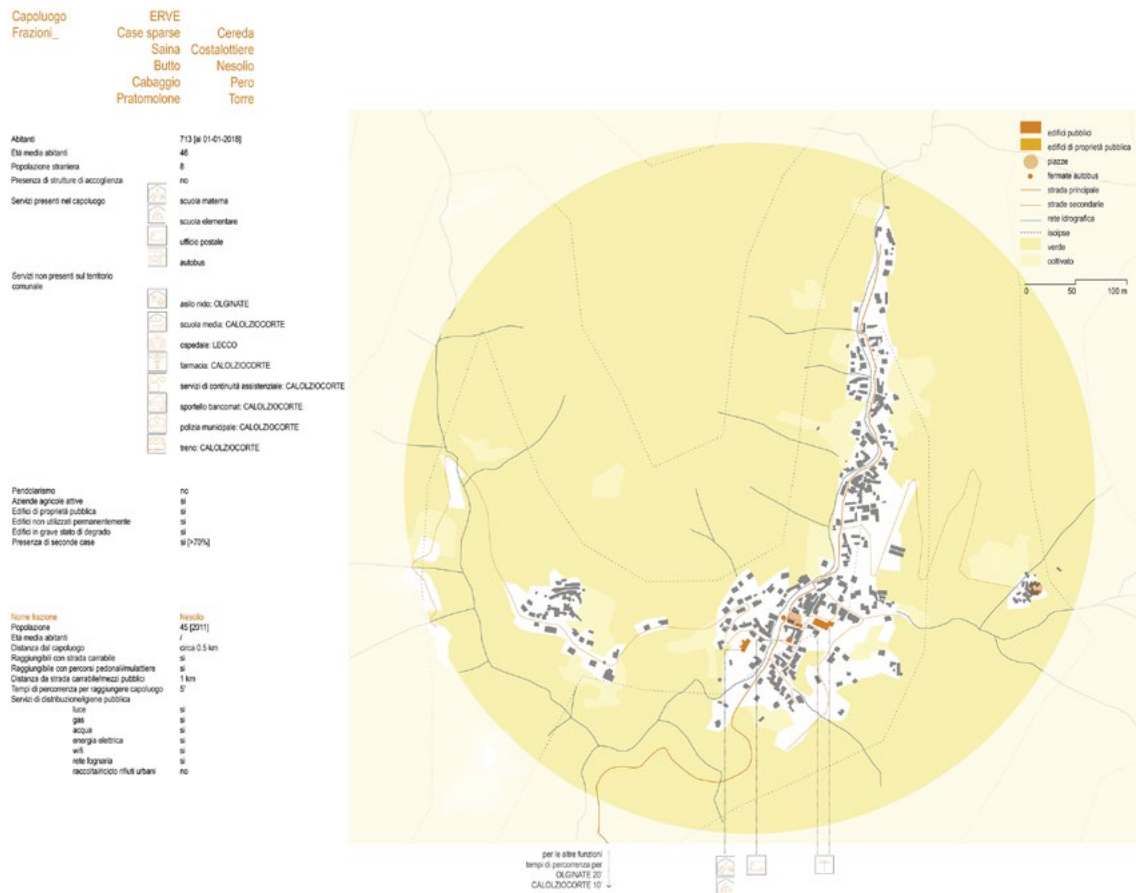 Capoluogo ERVE
Frazioni_ Case sparse Cereda
Saina Costalottiere
Butto Nesolio
Cabaggio Pero
Pratomolone Torre
Abitanti 713 [al 01-01-2018]
Età media abitanti 46
Popolazione straniera 8
Presenza di strutture di accoglienza no
Servizi presenti nel capoluogo scuola materna
scuola elementare
ufficio postale
autobus
Servizi non presenti sul territorio
comunale
asilo nido: OLGINATE
scuola media: CALOLZIOCORTE
ospedale: LECCO
farmacia: CALOLZIOCORTE
servizi di continuità assistenziale: CALOLZIOCORTE
sportello bancomat: CALOLZIOCORTE
polizia municipale: CALOLZIOCORTE
treno: CALOLZIOCORTE
Pendolarismo no
Aziende agricole attive si
Edifici di proprietà pubblica si
Edifici non utilizzati permanentemente si
Edifici in grave stato di degrado si
Presenza di seconde case si [>70%]
Nome frazione Nesolio
Popolazione 45 [2011]
Età media abitanti /
Distanza dal capoluogo circa 0.5 km
Raggiungibili con strada carrabile si
Raggiungibile con percorsi pedonali/mulattiere si
Distanza da strada carrabile/mezzi pubblici 1 km
Tempi di percorrenza per raggiungere capoluogo 5'
Servizi di distribuzione/igiene pubblica
luce si
gas si
acqua si
energia elettrica si
wifi si
rete fognaria si
raccolta/riciclo rifiuti urbani no
edifici pubblici
edifici di proprietà pubblica
piazze
fermate autobus
strada principale
strade secondarie
rete idrografica
isoipse
verde
coltivato
0 50 100 m
per le altre funzioni
tempi di percorrenza per
OLGINATE 20'
CALOLZIOCORTE 10'